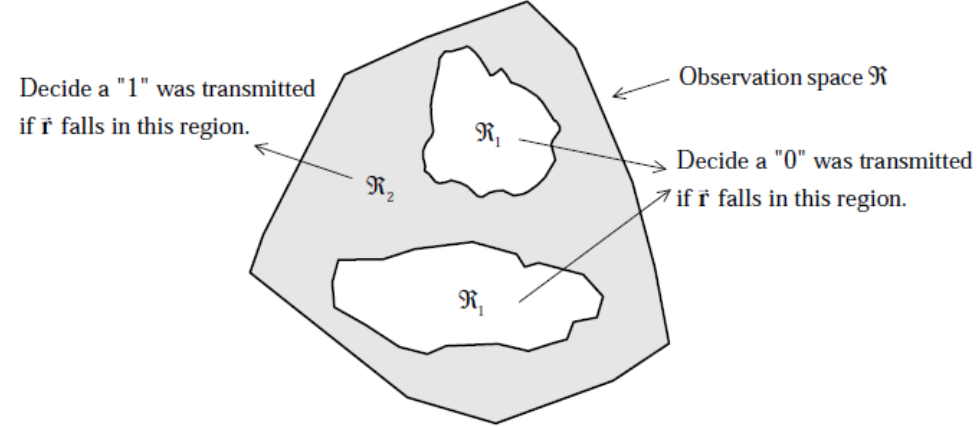 Decide a "1" was transmitted
if r⃗ falls in this region.
Observation space ℜ
ℜ₁
Decide a "0" was transmitted
if r⃗ falls in this region.
ℜ₂
ℜ₁